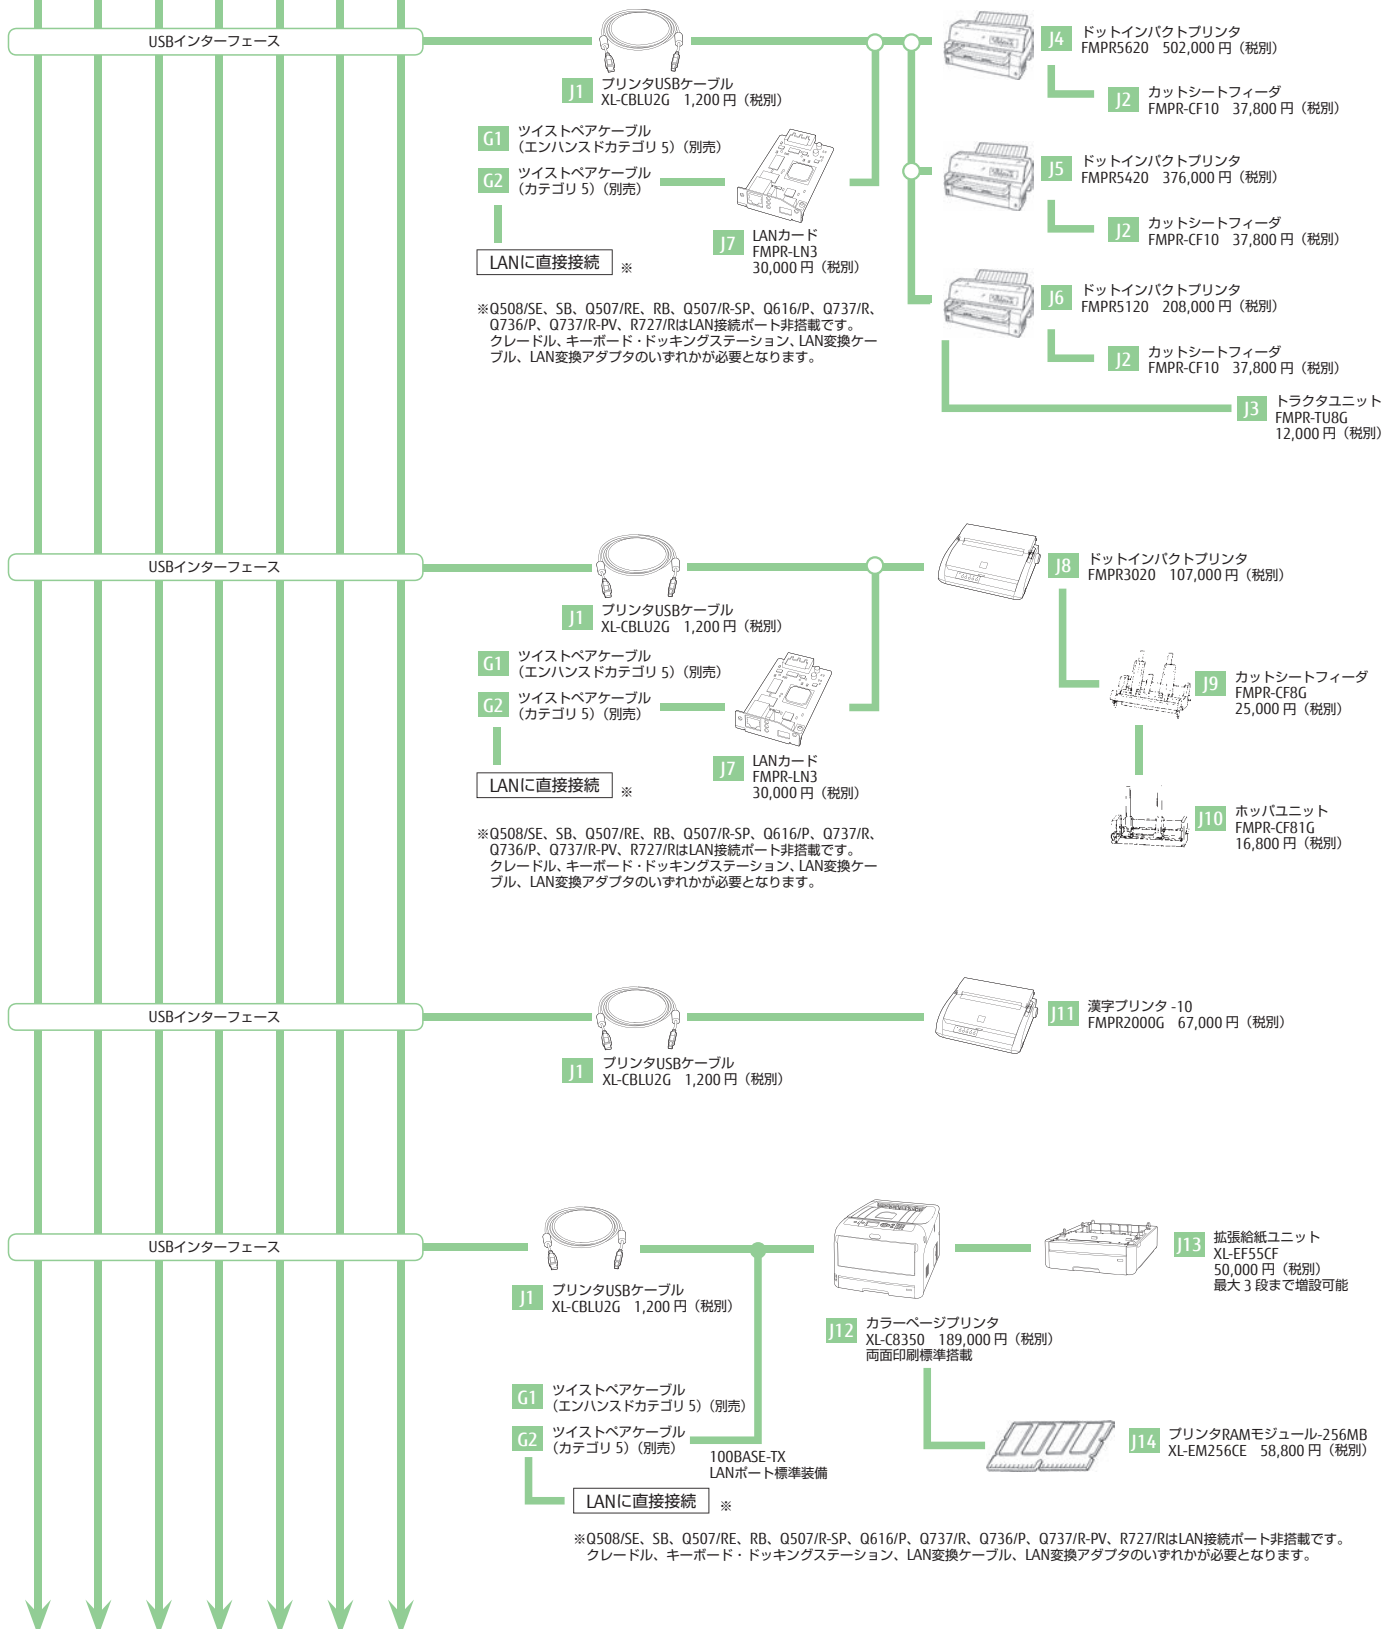 USBインターフェース
J1 プリンタUSBケーブル
XL-CBLU2G 1,200円（税別）
G1 ツイストペアケーブル
（エンハンスドカテゴリ 5）（別売）
G2 ツイストペアケーブル
（カテゴリ 5）（別売）
LANに直接接続 ※
J7 LANカード
FMPR-LN3
30,000円（税別）
※Q508/SE、SB、Q507/RE、RB、Q507/R-SP、Q616/P、Q737/R、
Q736/P、Q737/R-PV、R727/RはLAN接続ポート非搭載です。
クレードル、キーボード・ドッキングステーション、LAN変換ケー
ブル、LAN変換アダプタのいずれかが必要となります。
J4 ドットインパクトプリンタ
FMPR5620 502,000円（税別）
J2 カットシートフィーダ
FMPR-CF10 37,800円（税別）
J5 ドットインパクトプリンタ
FMPR5420 376,000円（税別）
J2 カットシートフィーダ
FMPR-CF10 37,800円（税別）
J6 ドットインパクトプリンタ
FMPR5120 208,000円（税別）
J2 カットシートフィーダ
FMPR-CF10 37,800円（税別）
J3 トラクタユニット
FMPR-TU8G
12,000円（税別）
USBインターフェース
J1 プリンタUSBケーブル
XL-CBLU2G 1,200円（税別）
G1 ツイストペアケーブル
（エンハンスドカテゴリ 5）（別売）
G2 ツイストペアケーブル
（カテゴリ 5）（別売）
LANに直接接続 ※
J7 LANカード
FMPR-LN3
30,000円（税別）
※Q508/SE、SB、Q507/RE、RB、Q507/R-SP、Q616/P、Q737/R、
Q736/P、Q737/R-PV、R727/RはLAN接続ポート非搭載です。
クレードル、キーボード・ドッキングステーション、LAN変換ケー
ブル、LAN変換アダプタのいずれかが必要となります。
J8 ドットインパクトプリンタ
FMPR3020 107,000円（税別）
J9 カットシートフィーダ
FMPR-CF8G
25,000円（税別）
J10 ホッパユニット
FMPR-CF81G
16,800円（税別）
USBインターフェース
J1 プリンタUSBケーブル
XL-CBLU2G 1,200円（税別）
J11 漢字プリンタ -10
FMPR2000G 67,000円（税別）
USBインターフェース
J1 プリンタUSBケーブル
XL-CBLU2G 1,200円（税別）
G1 ツイストペアケーブル
（エンハンスドカテゴリ 5）（別売）
G2 ツイストペアケーブル
（カテゴリ 5）（別売）
100BASE-TX
LANポート標準装備
LANに直接接続 ※
J12 カラーページプリンタ
XL-C8350 189,000円（税別）
両面印刷標準搭載
J13 拡張給紙ユニット
XL-EF55CF
50,000円（税別）
最大 3 段まで増設可能
J14 プリンタRAMモジュール-256MB
XL-EM256CE 58,800円（税別）
※Q508/SE、SB、Q507/RE、RB、Q507/R-SP、Q616/P、Q737/R、Q736/P、Q737/R-PV、R727/RはLAN接続ポート非搭載です。
クレードル、キーボード・ドッキングステーション、LAN変換ケーブル、LAN変換アダプタのいずれかが必要となります。